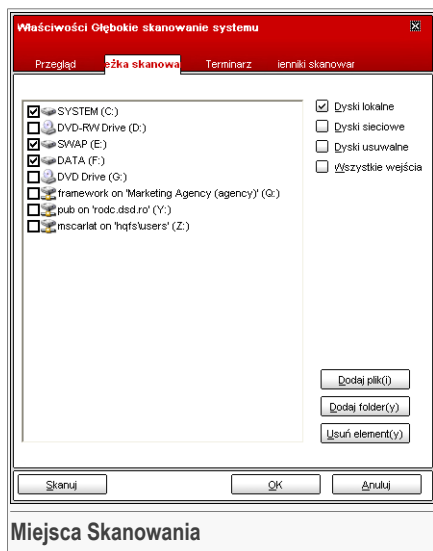 Właściwości Głębokie skanowanie systemu
Przegląd eżka skanowa Terminarz ienniki skanowar
SYSTEM (C:)
DVD-RW Drive (D:)
SWAP (E:)
DATA (F:)
DVD Drive (G:)
framework on 'Marketing Agency (agency)' (Q:)
pub on 'rodc.dsd.ro' (Y:)
mscarlat on 'hqfs\users' (Z:)
Dyski lokalne
Dyski sieciowe
Dyski usuwalne
Wszystkie wejścia
Dodaj plik(i)
Dodaj folder(y)
Usuń element(y)
Skanuj OK Anuluj
Miejsca Skanowania